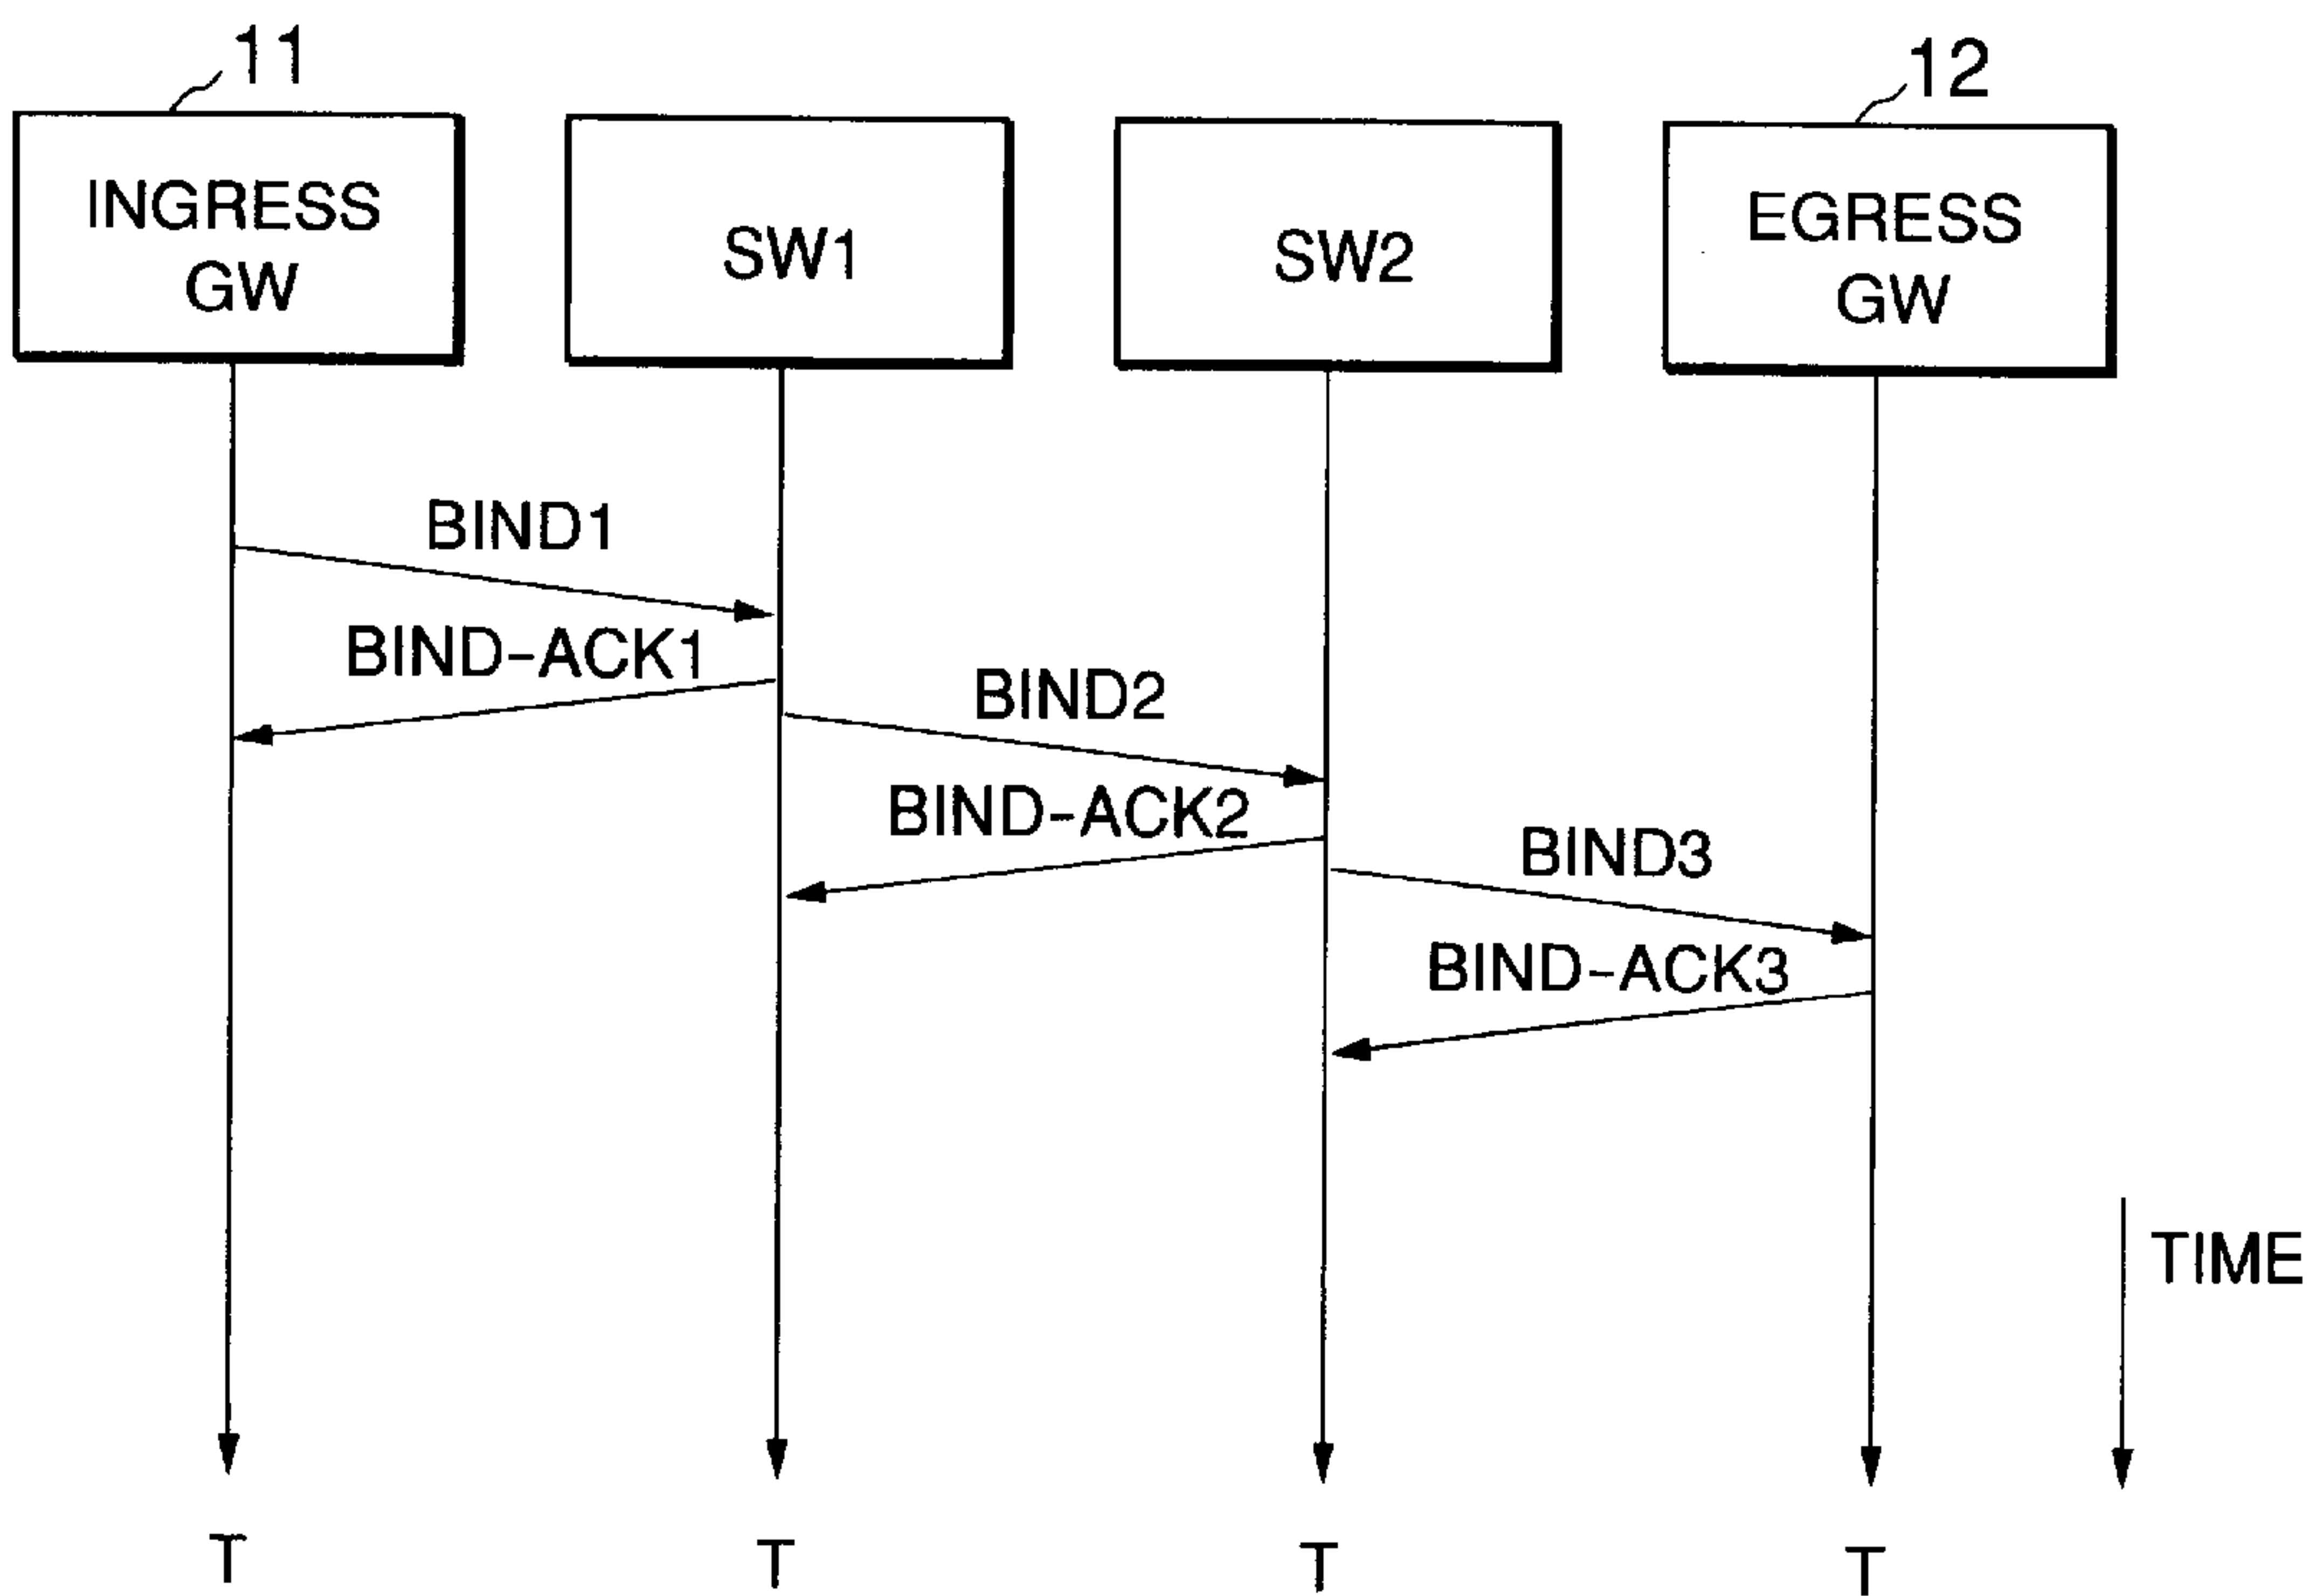 11
12
INGRESS
GW
SW1
SW2
EGRESS
GW
BIND1
BIND-ACK1
BIND2
BIND-ACK2
BIND3
BIND-ACK3
TIME
T
T
T
T